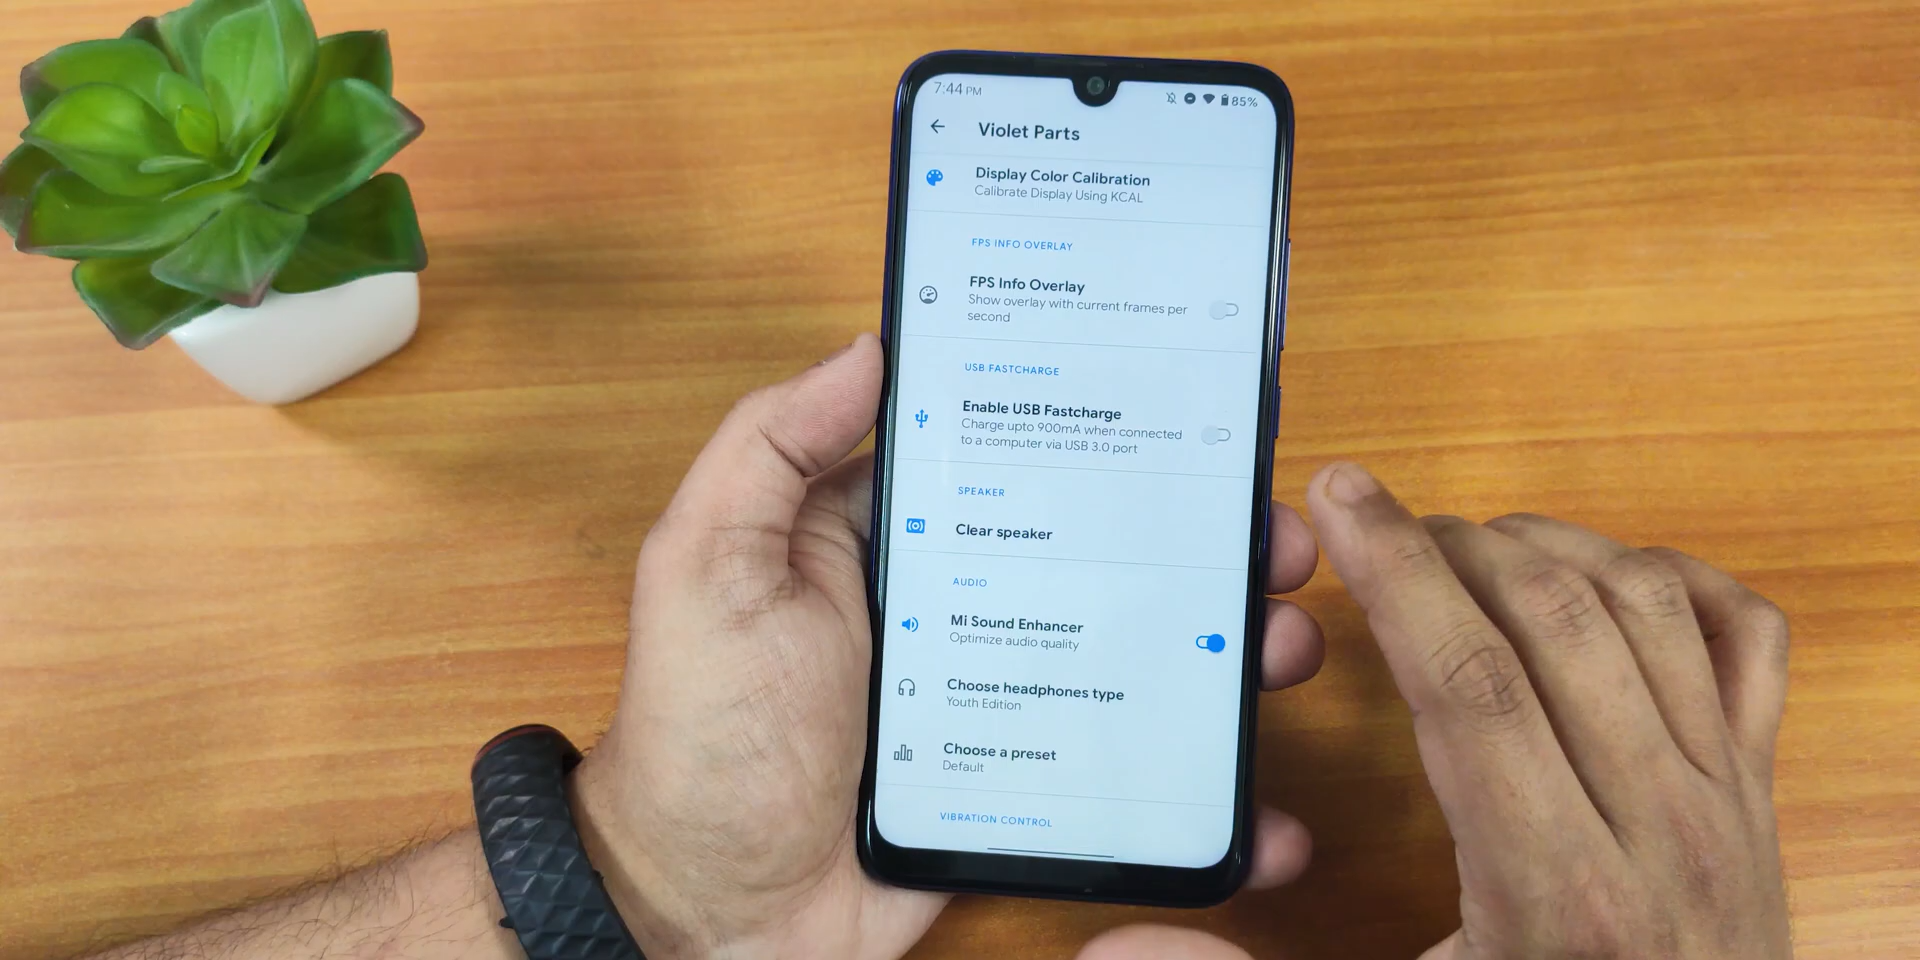 7:44 PM
85%
Violet Parts
Display Color Calibration
Calibrate Display Using KCAL
FPS INFO OVERLAY
FPS Info Overlay
Show overlay with current frames per
second
USB FASTCHARGE
Enable USB Fastcharge
Charge upto 900mA when connected
to a computer via USB 3.0 port
SPEAKER
Clear speaker
AUDIO
Mi Sound Enhancer
Optimize audio quality
Choose headphones type
Youth Edition
Choose a preset
Default
VIBRATION CONTROL